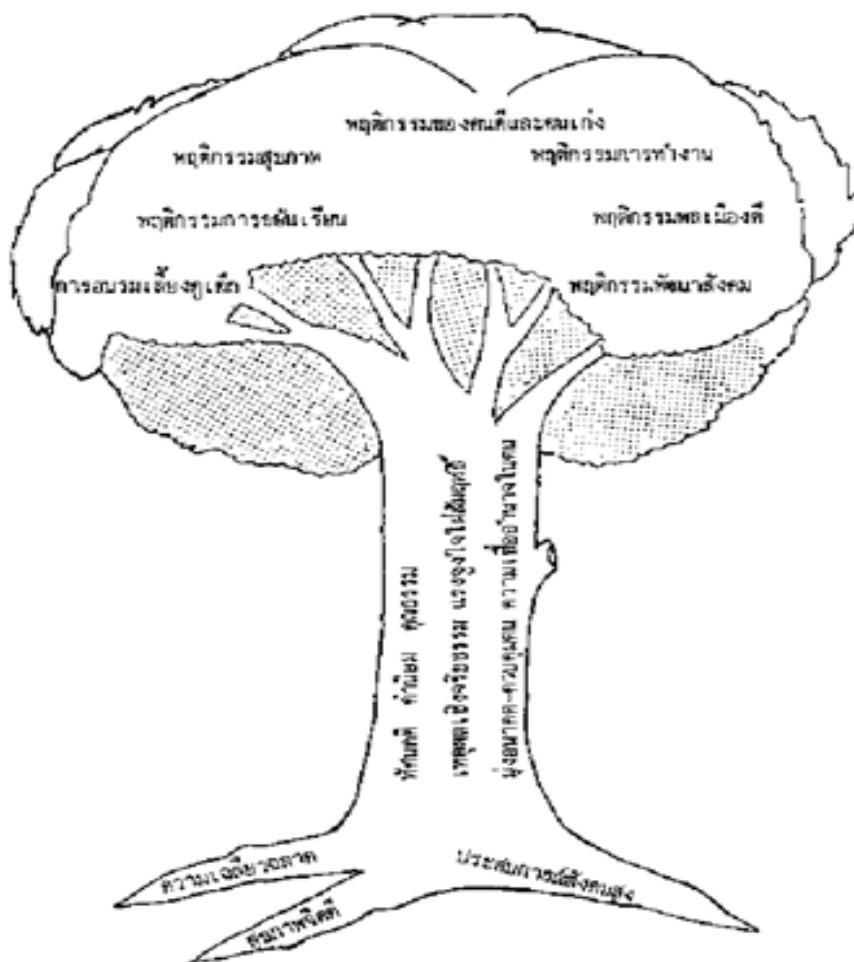 พฤติกรรมของคนดีและคนเก่ง
พฤติกรรมสุขภาพ
พฤติกรรมการทำงาน
พฤติกรรมการขยันเรียน
พฤติกรรมพลเมืองดี
การอบรมเลี้ยงดูเด็ก
พฤติกรรมพัฒนาสังคม
ทัศนคติ ค่านิยม คุณธรรม
เหตุผลเชิงจริยธรรม แรงจูงใจใฝ่สัมฤทธิ์
มุ่งอนาคต-ควบคุมตน ความเชื่ออำนาจในตน
ความเฉลียวฉลาด
ประสบการณ์สังคมสูง
สุขภาพจิตดี